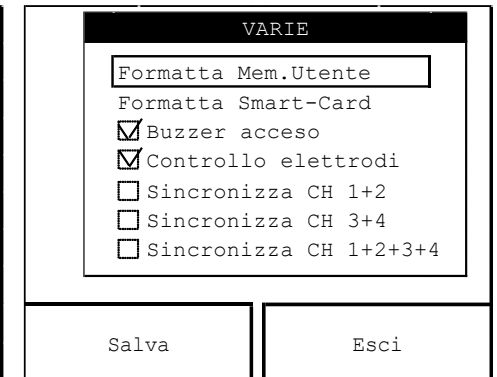 VARIE
Formatta Mem.Utente
Formatta Smart-Card
Buzzer acceso
Controllo elettrodi
Sincronizza CH 1+2
Sincronizza CH 3+4
Sincronizza CH 1+2+3+4
Salva Esci